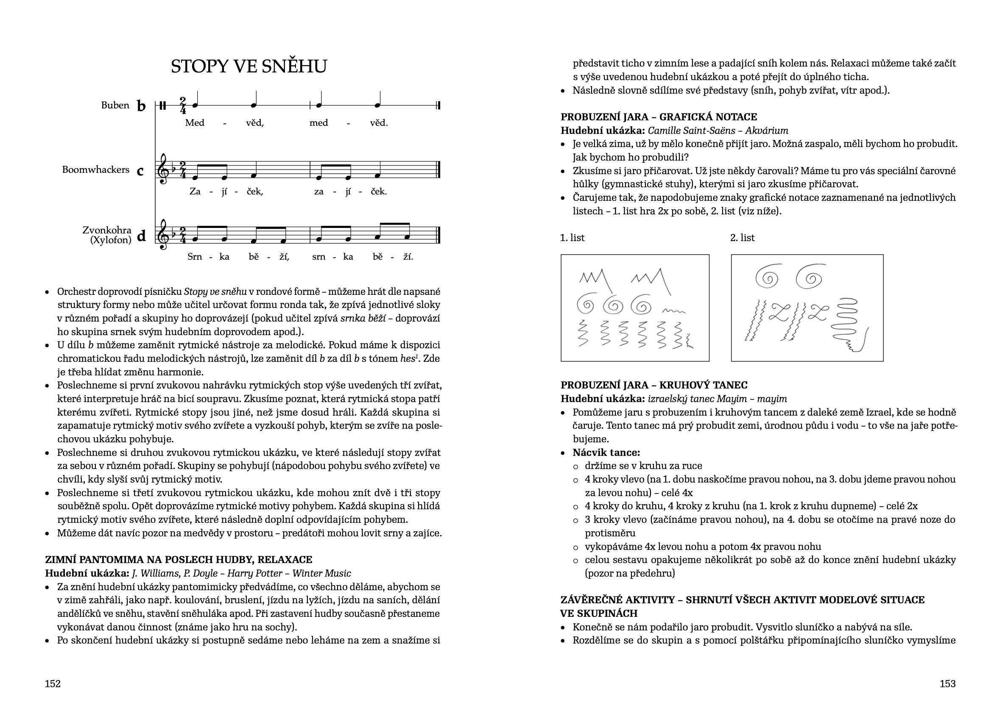 STOPY VE SNĚHU
Buben b
2
4
Med - věd, med - věd.
Boomwhackers c
2
4
Za - jí - ček, za - jí - ček.
Zvonkohra
(Xylofon) d
2
4
Srn - ka bě - ží, srn - ka bě - ží.
• Orchestr doprovodí písničku Stopy ve sněhu v rondové formě – můžeme hrát dle napsané
struktury formy nebo může učitel určovat formu ronda tak, že zpívá jednotlivé sloky
v různém pořadí a skupiny ho doprovázejí (pokud učitel zpívá srnka běží – doprovází
ho skupina srnek svým hudebním doprovodem apod.).
• U dílu b můžeme zaměnit rytmické nástroje za melodické. Pokud máme k dispozici
chromatickou řadu melodických nástrojů, lze zaměnit díl b za díl b s tónem hes¹. Zde
je třeba hlídat změnu harmonie.
• Poslechneme si první zvukovou nahrávku rytmických stop výše uvedených tří zvířat,
které interpretuje hráč na bicí soupravu. Zkusíme poznat, která rytmická stopa patří
kterému zvířeti. Rytmické stopy jsou jiné, než jsme dosud hráli. Každá skupina si
zapamatuje rytmický motiv svého zvířete a vyzkouší pohyb, kterým se zvíře na posle-
chovou ukázku pohybuje.
• Poslechneme si druhou zvukovou rytmickou ukázku, ve které následují stopy zvířat
za sebou v různém pořadí. Skupiny se pohybují (nápodobou pohybu svého zvířete) ve
chvíli, kdy slyší svůj rytmický motiv.
• Poslechneme si třetí zvukovou rytmickou ukázku, kde mohou znít dvě i tři stopy
souběžně spolu. Opět doprovázíme rytmické motivy pohybem. Každá skupina si hlídá
rytmický motiv svého zvířete, které následně doplní odpovídajícím pohybem.
• Můžeme dát navíc pozor na medvědy v prostoru – predátoři mohou lovit srny a zajíce.
ZIMNÍ PANTOMIMA NA POSLECH HUDBY, RELAXACE
Hudební ukázka: J. Williams, P. Doyle – Harry Potter – Winter Music
• Za znění hudební ukázky pantomimicky předvádíme, co všechno děláme, abychom se
v zimě zahřáli, jako např. koulování, bruslení, jízdu na lyžích, jízdu na saních, dělání
andělíčků ve sněhu, stavění sněhuláka apod. Při zastavení hudby současně přestaneme
vykonávat danou činnost (známe jako hru na sochy).
• Po skončení hudební ukázky si postupně sedáme nebo leháme na zem a snažíme si
152
představit ticho v zimním lese a padající sníh kolem nás. Relaxaci můžeme také začít
s výše uvedenou hudební ukázkou a poté přejít do úplného ticha.
• Následně slovně sdílíme své představy (sníh, pohyb zvířat, vítr apod.).
PROBUZENÍ JARA – GRAFICKÁ NOTACE
Hudební ukázka: Camille Saint-Saëns – Akvárium
• Je velká zima, už by mělo konečně přijít jaro. Možná zaspalo, měli bychom ho probudit.
Jak bychom ho probudili?
• Zkusíme si jaro přičarovat. Už jste někdy čarovali? Máme tu pro vás speciální čarovné
hůlky (gymnastické stuhy), kterými si jaro zkusíme přičarovat.
• Čarujeme tak, že napodobujeme znaky grafické notace zaznamenané na jednotlivých
listech – 1. list hra 2x po sobě, 2. list (viz níže).
1. list 2. list
PROBUZENÍ JARA – KRUHOVÝ TANEC
Hudební ukázka: izraelský tanec Mayim – mayim
• Pomůžeme jaru s probuzením i kruhovým tancem z daleké země Izrael, kde se hodně
čaruje. Tento tanec má prý probudit zemi, úrodnou půdu i vodu – to vše na jaře potře-
bujeme.
• Nácvik tance:
○ držíme se v kruhu za ruce
○ 4 kroky vlevo (na 1. dobu naskočíme pravou nohou, na 3. dobu jdeme pravou nohou
za levou nohu) – celé 4x
○ 4 kroky do kruhu, 4 kroky z kruhu (na 1. krok z kruhu dupneme) – celé 2x
○ 3 kroky vlevo (začínáme pravou nohou), na 4. dobu se otočíme na pravé noze do
protisměru
○ vykopáváme 4x levou nohu a potom 4x pravou nohu
○ celou sestavu opakujeme několikrát po sobě až do konce znění hudební ukázky
(pozor na předehru)
ZÁVĚREČNÉ AKTIVITY – SHRNUTÍ VŠECH AKTIVIT MODELOVÉ SITUACE
VE SKUPINÁCH
• Konečně se nám podařilo jaro probudit. Vysvitlo sluníčko a nabývá na síle.
• Rozdělíme se do skupin a s pomocí polštářku připomínajícího sluníčko vymyslíme
153